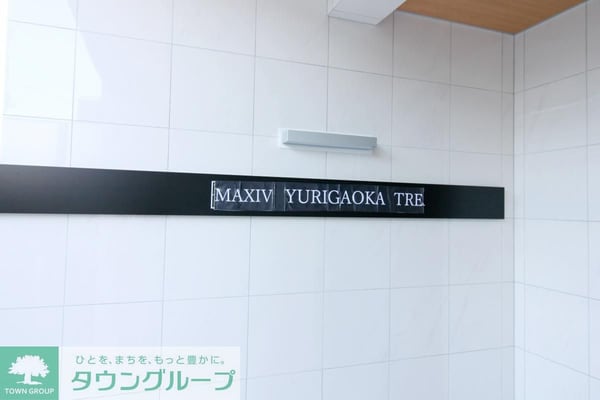 MAXIV YURIGAOKA TRE.
ひとを、まちを、もっと豊かに。
タウングループ
TOWN GROUP